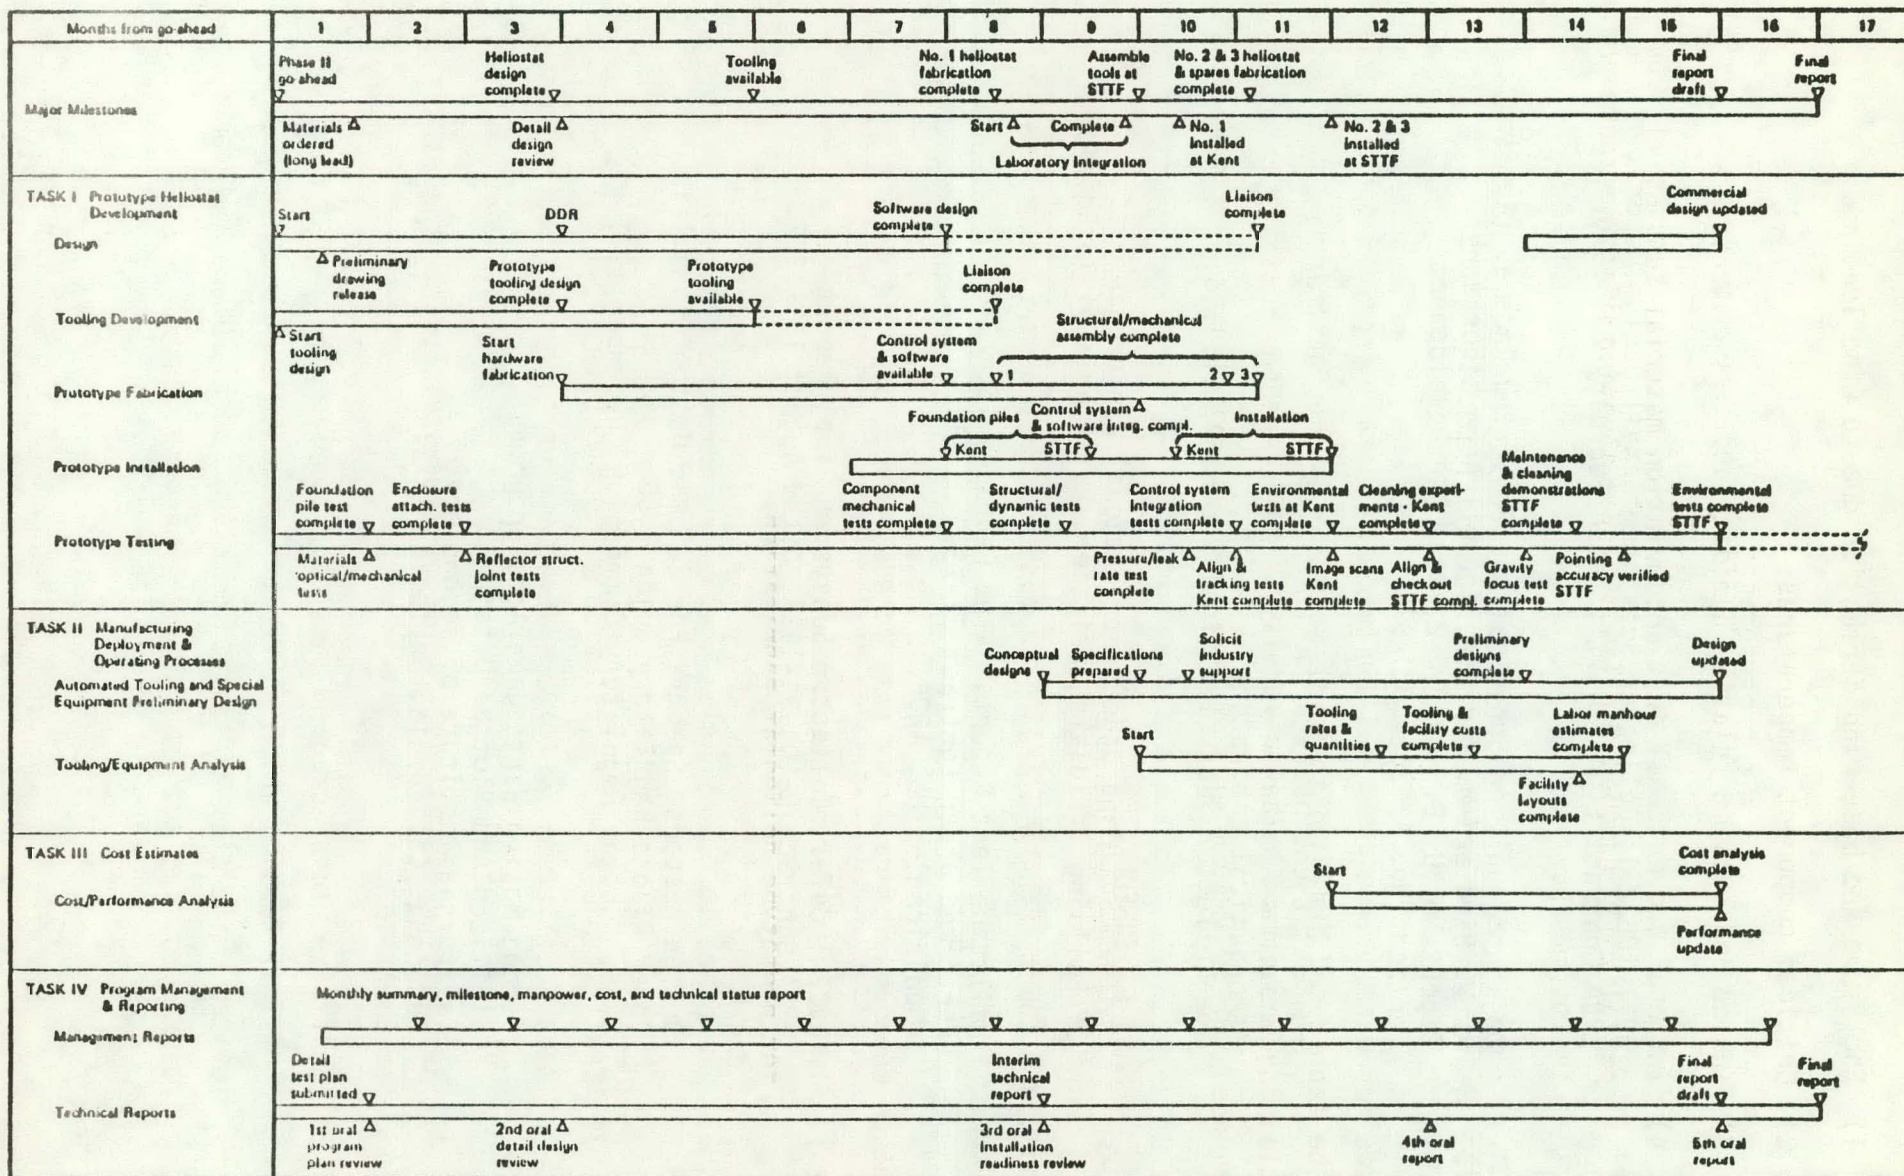 Months from go-ahead
1 2 3 4 5 6 7 8 9 10 11 12 13 14 15 16 17
Major Milestones
Phase II
go-ahead
Heliostat
design
complete
Tooling
available
No. 1 heliostat
fabrication
complete
Assemble
tools at
STTF
No. 2 & 3 heliostat
& spares fabrication
complete
Final
report
draft
Final
report
Materials
ordered
(long lead)
Detail
design
review
Start
Complete
Laboratory Integration
No. 1
Installed
at Kent
No. 2 & 3
Installed
at STTF
TASK I Prototype Heliostat
Development
Design
Start
DDR
Software design
complete
Liaison
complete
Commercial
design updated
Preliminary
drawing
release
Tooling Development
Prototype
tooling design
complete
Prototype
tooling
available
Liaison
complete
Start
tooling
design
Prototype Fabrication
Start
hardware
fabrication
Control system
& software
available
Structural/mechanical
assembly complete
1
2
3
Control system
& software integ. compl.
Prototype Installation
Foundation piles
Kent
STTF
Installation
Kent
STTF
Prototype Testing
Foundation
pile test
complete
Enclosure
attach. tests
complete
Component
mechanical
tests complete
Structural/
dynamic tests
complete
Control system
Integration
tests complete
Environmental
tests at Kent
complete
Cleaning experi-
ments - Kent
complete
Maintenance
& cleaning
demonstrations
STTF
complete
Environmental
tests complete
STTF
Materials
optical/mechanical
tests
Reflector struct.
joint tests
complete
Pressure/leak
rate test
complete
Align &
tracking tests
Kent complete
Image scans
Kent
complete
Align &
checkout
STTF compl.
Gravity
focus test
complete
Pointing
accuracy verified
STTF
TASK II Manufacturing
Deployment &
Operating Processes
Automated Tooling and Special
Equipment Preliminary Design
Conceptual
designs
Specifications
prepared
Solicit
Industry
support
Preliminary
designs
complete
Design
updated
Tooling/Equipment Analysis
Start
Tooling
rates &
quantities
Tooling &
facility costs
complete
Labor manhour
estimates
complete
Facility
layouts
complete
TASK III Cost Estimates
Cost/Performance Analysis
Start
Cost analysis
complete
Performance
update
TASK IV Program Management
& Reporting
Management Reports
Monthly summary, milestone, manpower, cost, and technical status report
Technical Reports
Detail
test plan
submitted
Interim
technical
report
Final
report
draft
Final
report
1st oral
program
plan review
2nd oral
detail design
review
3rd oral
Installation
readiness review
4th oral
report
5th oral
report